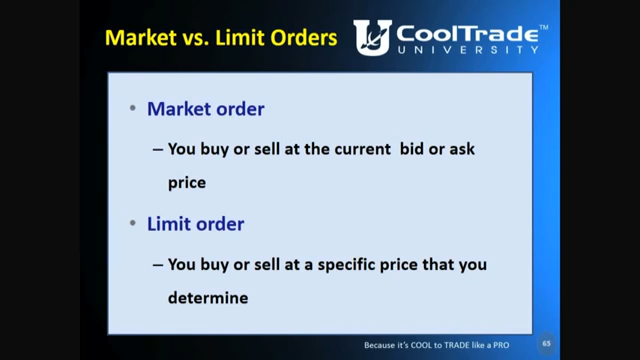 Market vs. Limit Orders
CoolTrade™
UNIVERSITY
• Market order
– You buy or sell at the current bid or ask
price
• Limit order
– You buy or sell at a specific price that you
determine
Because it's COOL to TRADE like a PRO
65